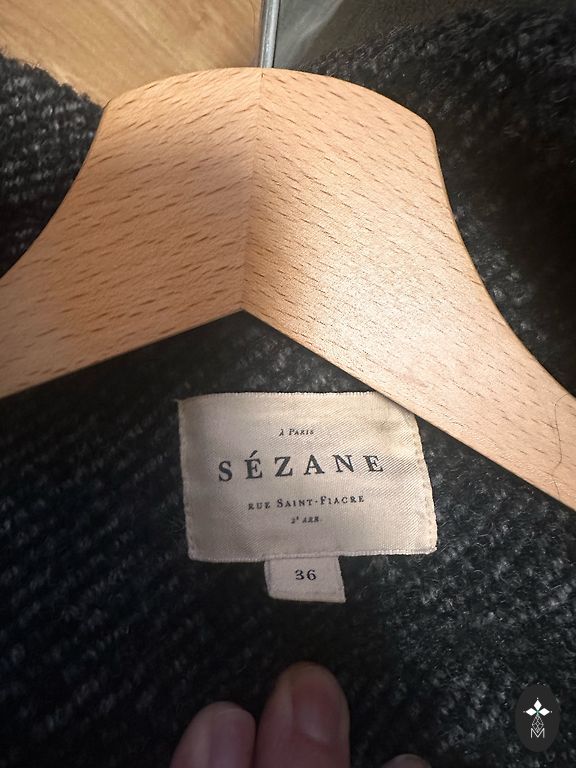 À PARIS
SÉZANE
RUE SAINT-FIACRE
2ᵉ ARR.
36
M